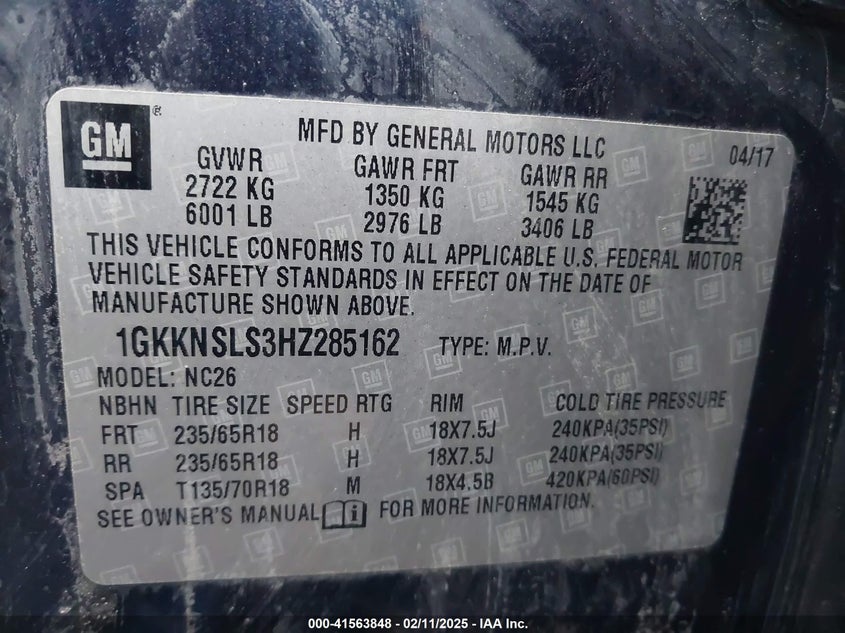 GM
®
MFD BY GENERAL MOTORS LLC
04/17
GVWR GAWR FRT GAWR RR
2722 KG 1350 KG 1545 KG
6001 LB 2976 LB 3406 LB
THIS VEHICLE CONFORMS TO ALL APPLICABLE U.S. FEDERAL MOTOR
VEHICLE SAFETY STANDARDS IN EFFECT ON THE DATE OF
MANUFACTURE SHOWN ABOVE.
1GKKNSLS3HZ285162 TYPE: M.P.V.
MODEL: NC26
NBHN TIRE SIZE SPEED RTG RIM COLD TIRE PRESSURE
FRT 235/65R18 H 18X7.5J 240KPA(35PSI)
RR 235/65R18 H 18X7.5J 240KPA(35PSI)
SPA T135/70R18 M 18X4.5B 420KPA(60PSI)
SEE OWNER'S MANUAL i FOR MORE INFORMATION.
000-41563848 - 02/11/2025 - IAA Inc.